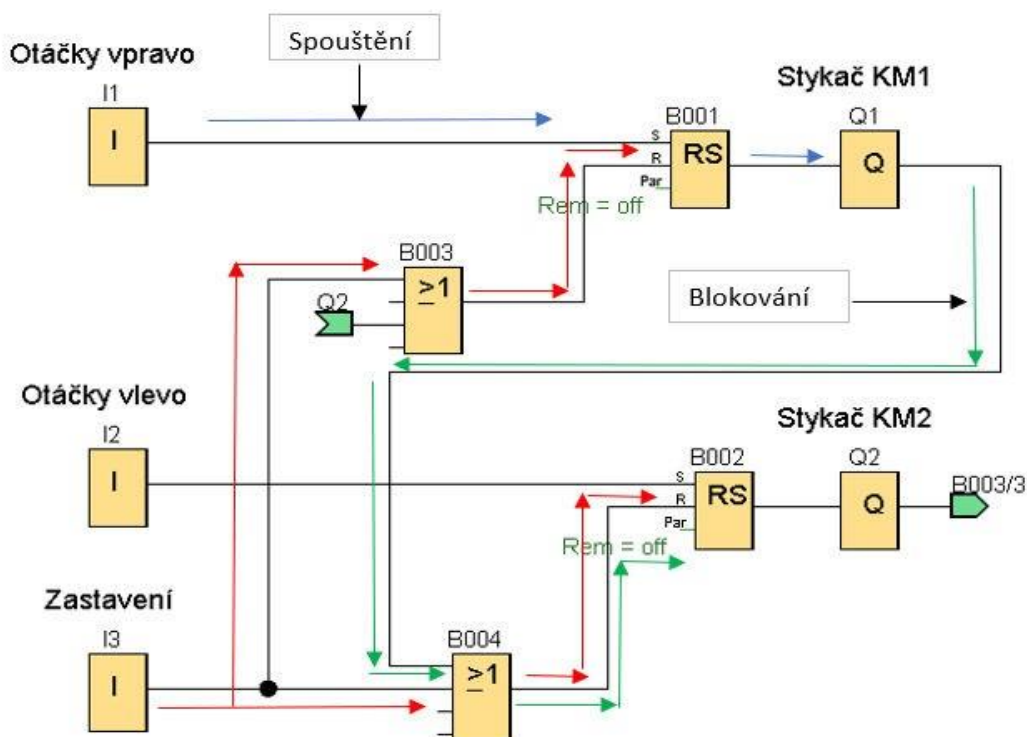 Spouštění
Otáčky vpravo
Stykač KM1
I1
I
B001
S
R
Par
RS
Q1
Q
Rem = off
B003
≥1
Q2
Blokování
Otáčky vlevo
Stykač KM2
I2
I
B002
S
R
Par
RS
Q2
Q
B003/3
Rem = off
Zastavení
I3
I
B004
≥1